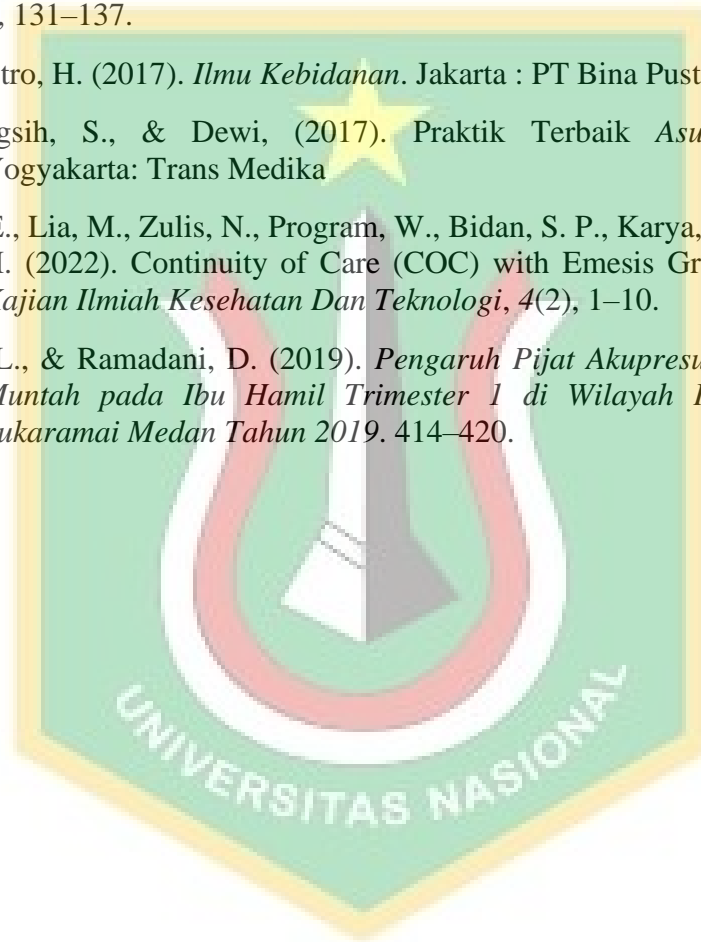 , 131–137.
tro, H. (2017). Ilmu Kebidanan. Jakarta : PT Bina Pust
gsih, S., & Dewi, (2017). Praktik Terbaik Asu
Yogyakarta: Trans Medika
E., Lia, M., Zulis, N., Program, W., Bidan, S. P., Karya,
(2022). Continuity of Care (COC) with Emesis Gr
Kajian Ilmiah Kesehatan Dan Teknologi, 4(2), 1–10.
L., & Ramadani, D. (2019). Pengaruh Pijat Akupresu
Muntah pada Ibu Hamil Trimester 1 di Wilayah
ukaramai Medan Tahun 2019. 414–420.
UNIVERSITAS NASIONAL